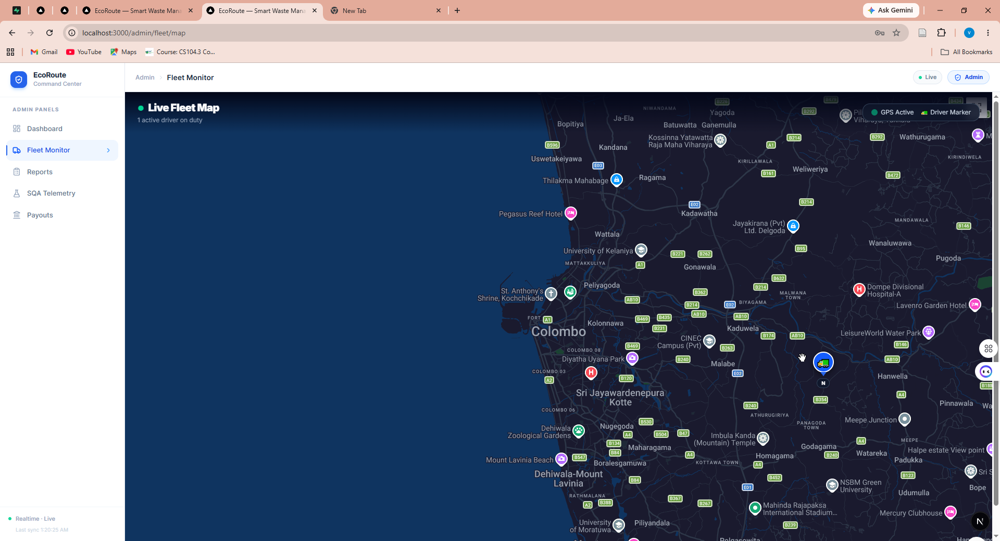 EcoRoute — Smart Waste Mana
EcoRoute — Smart Waste Mana
New Tab
Ask Gemini
localhost:3000/admin/fleet/map
V
Gmail
YouTube
Maps
Course: CS104.3 Co...
All Bookmarks
EcoRoute
Command Center
Admin
Fleet Monitor
Live
Admin
ADMIN PANELS
Dashboard
Fleet Monitor
Reports
SQA Telemetry
Payouts
Realtime · Live
Last sync 1:20:25 AM
Live Fleet Map
1 active driver on duty
GPS Active
Driver Marker
B226
B479
B434
NIWANDAMA
Yagoda
B292
Ja-Ela
Bopitiya
Batuwatta
Ganemulla
Kossinna Yatawatta
Raja Maha Viharaya
B214
B292
Wathurugama
B596
Kandana
A1
Uswetakeiyawa
KIRINDIWELA
E03
KIRILLAWALA
Weliweriya
B161
B472
Thilakma Mahabage
Ragama
E02
B214
Kadawatha
Pegasus Reef Hotel
Jayakirana (Pvt)
Ltd. Delgoda
MANDAWALA
B146
Wattala
Wanaluwawa
University of Kelaniya
B221
B262
B95
Pugoda
MATTAKKULIYA
A1
Gonawala
B632
Peliyagoda
B214
St. Anthony's
Shrine, Kochchikade
B362
MALWANA
TOWN
Dompe Divisional
Hospital-A
AB10
B214
E02
BIYAGAMA
Lavenro Garden Hotel
FORT
A1
B469
B435
AB10
AB10
Kolonnawa
B231
Kaduwela
Colombo
B174
AB10
LeisureWorld Water Park
CINEC
Campus (Pvt)
B469
B263
B146
COLOMBO 08
Diyatha Uyana Park
B240
Malabe
AB10
COLOMBO 03
A2
B120
E02
Hanwella
N
B188
Sri Jayawardenepura
Kotte
B354
A4
COLOMBO 06
B240
Pinnawala
Wa
ATHURUGIRIYA
Meepe Junction
PANAGODA
TOWN
B530
Dehiwala
Zoological Gardens
Nugegoda
A4
B504
B47
Imbula Kanda
(Mountain) Temple
MEEPE
A4
B134
Maharagama
Godagama
Halpe estate View point
B84
A4
Homagama
B240
Watareka
Padukka
Mount Lavinia Beach
B547
Boralesgamuwa
KOTTAWA TOWN
A4
Dehiwala-Mount
Lavinia
B84
B452
B123
Sri S
NSBM Green
University
E01
Bope
Udumulla
RATHMALANA
A2
B388
B367
B267
Mahinda Rajapaksa
International Stadium...
Mercury Clubhouse
University
of Moratuwa
Piliyandala
B239
N